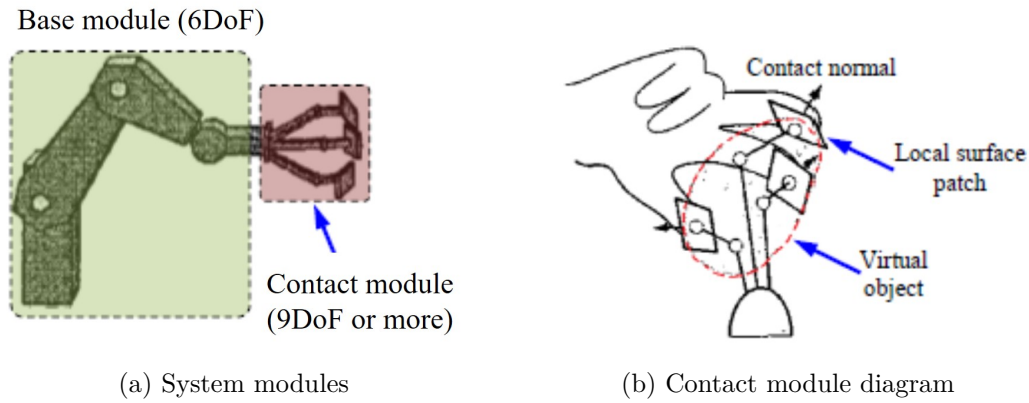 Base module (6DoF)
Contact module
(9DoF or more)
(a) System modules
Contact normal
Local surface
patch
Virtual
object
(b) Contact module diagram